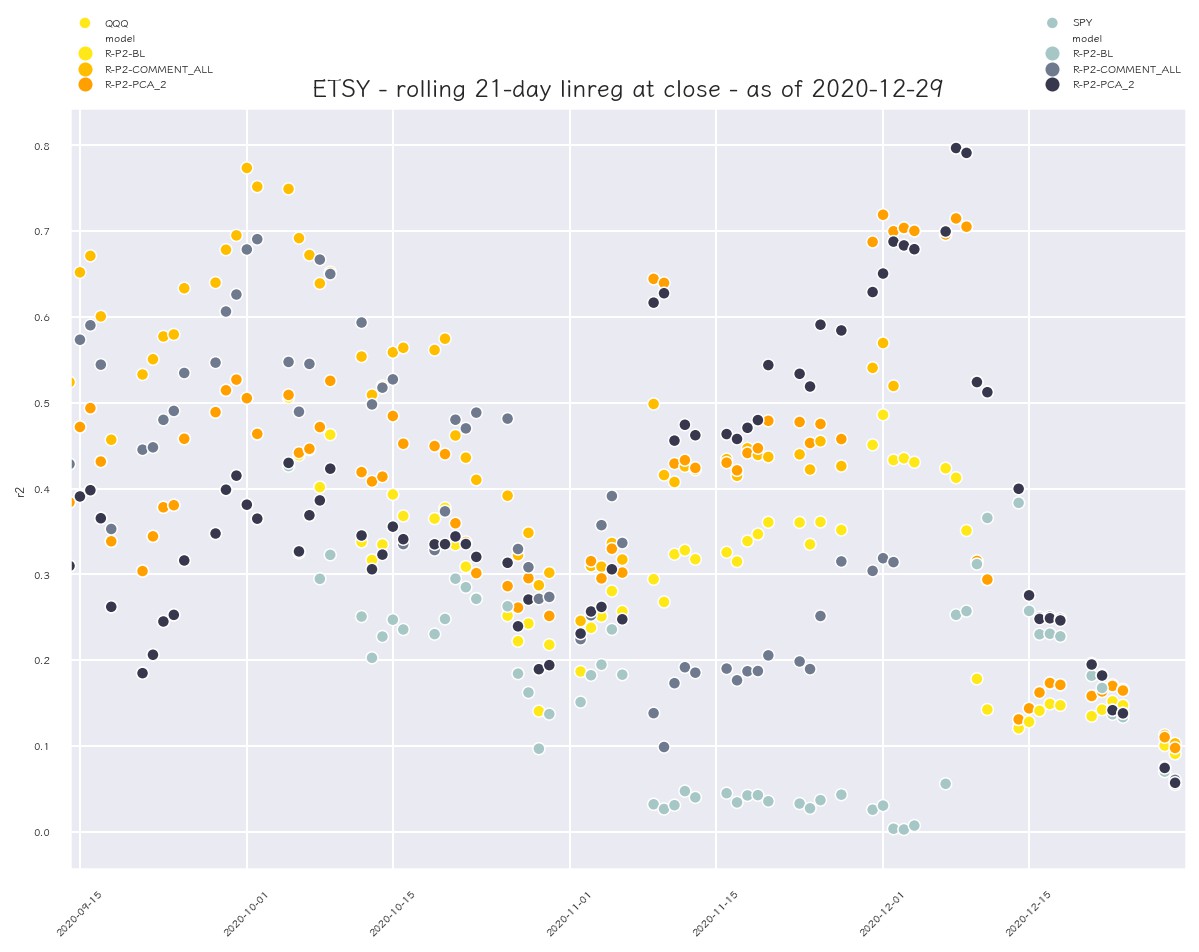 QQQ
model
R-P2-BL
R-P2-COMMENT_ALL
R-P2-PCA_2
SPY
model
R-P2-BL
R-P2-COMMENT_ALL
R-P2-PCA_2
ETSY - rolling 21-day linreg at close - as of 2020-12-29
r2
0.8
0.7
0.6
0.5
0.4
0.3
0.2
0.1
0.0
2020-09-15
2020-10-01
2020-10-15
2020-11-01
2020-11-15
2020-12-01
2020-12-15